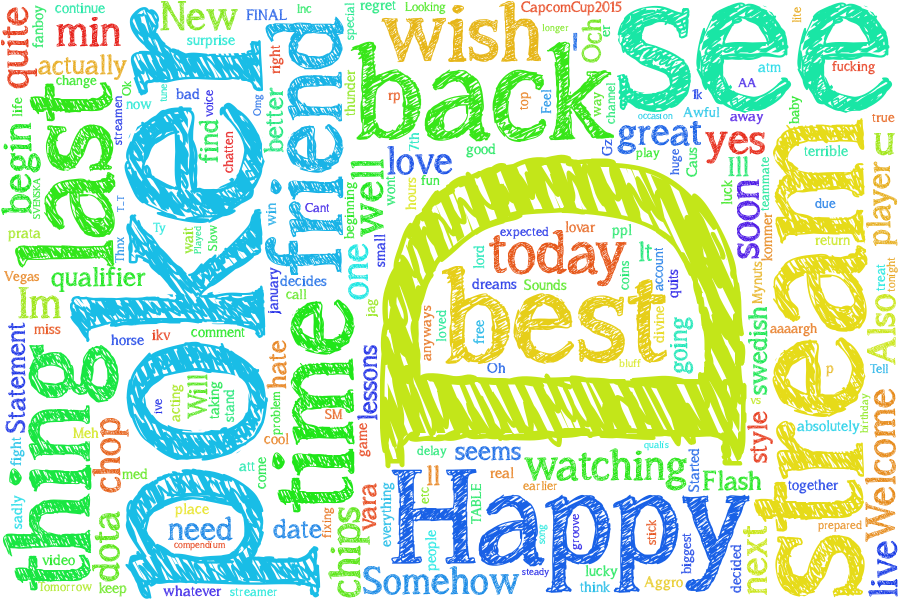 quite
fanboy
continue
min
actually
change
New
FINAL
Inc
surprise
right
special
regret
Looking
CapcomCup2015
longer
wish
Och
er
see
lite
fucking
atm
AA
back
rp
top
Feel
way
channel
1k
Awful
occasion
away
baby
true
begin
life
SVENSKA
last
streamen
Ok
now
tune
bad
voice
Omg
find
chatten
better
friend
thunder
good
7th
Gz
great
play
huge
Caus
yes
lll
luck
teammate
terrible
u
player
prata
T_T
Thnx
pokker
Ty
wait
Played
Slow
win
Cant
beginning
well
small
love
wont
hours
fun
D
soon
kommer
due
stream
return
Vegas
qualifier
january
decides
call
one
jag
expected
lovar
ppl
lord
today
It
dreams
Sounds
coins
account
quits
Mynuts
treat
tonight
Im
miss
horse
ikv
comment
time
best
anyways
loved
free
divine
going
bluff
Oh
swedish
aaaargh
Also
Tell
Statement
thing
ive
acting
Will
taking
stand
hate
problem
SM
lessons
game
vs
style
p
absolutely
birthday
Meh
chop
cool
fight
sadly
med
att
come
delay
seems
qualis
watching
Started
Flash
together
Welcome
dota
place
need
compendium
date
fixing
chips
vara
everything
ll
etc
real
earlier
TABLE
people
Happy
song
groove
stick
biggest
decided
next
prepared
live
video
tomorrow
keep
whatever
streamer
Somehow
steady
lucky
think
Aggro